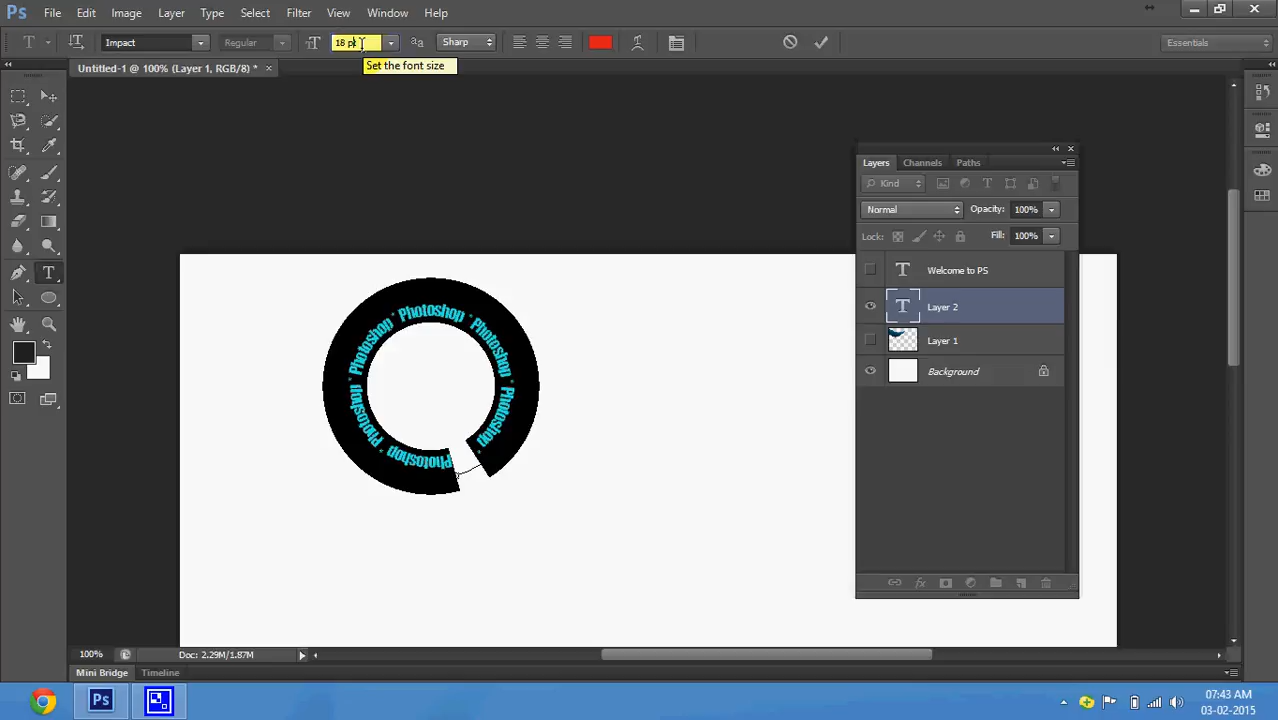 Ps File Edit Image Layer Type Select Filter View Window Help
T Impact Regular 18 pt aa Sharp Essentials
Set the font size
Untitled-1 @ 100% (Layer 1, RGB/8) * ×
Layers Channels Paths
Kind
Normal Opacity: 100%
Lock: Fill: 100%
T Welcome to PS
T Layer 2
Layer 1
Background
Photoshop * Photoshop * Photoshop * Photoshop * Photoshop * Photoshop *
100% Doc: 2.29M/1.87M
Mini Bridge Timeline
Ps 07:43 AM
03-02-2015